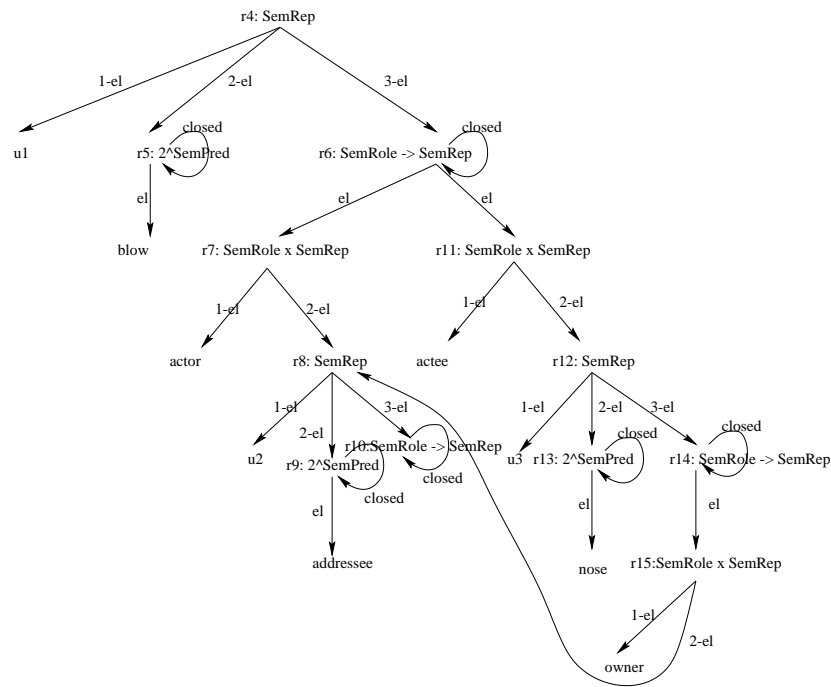 r4: SemRep
1-el
2-el
3-el
closed
closed
u1
r5: 2^SemPred
r6: SemRole -> SemRep
el
el
el
blow
r7: SemRole x SemRep
r11: SemRole x SemRep
1-el
2-el
1-el
2-el
actor
r8: SemRep
actee
r12: SemRep
1-el
2-el
3-el
1-el
2-el
3-el
closed
closed
r10:SemRole -> SemRep
u2
r9: 2^SemPred
u3
r13: 2^SemPred
r14: SemRole -> SemRep
closed
closed
el
el
el
addressee
nose
r15:SemRole x SemRep
1-el
2-el
owner